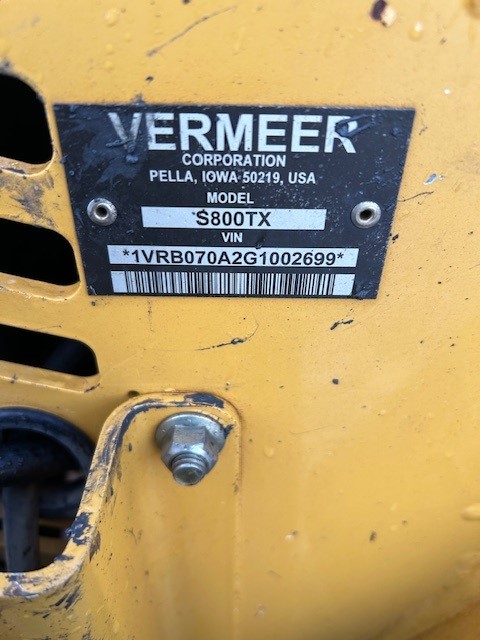 VERMEER
CORPORATION
PELLA, IOWA 50219, USA
MODEL
S800TX
VIN
*1VRB070A2G1002699*